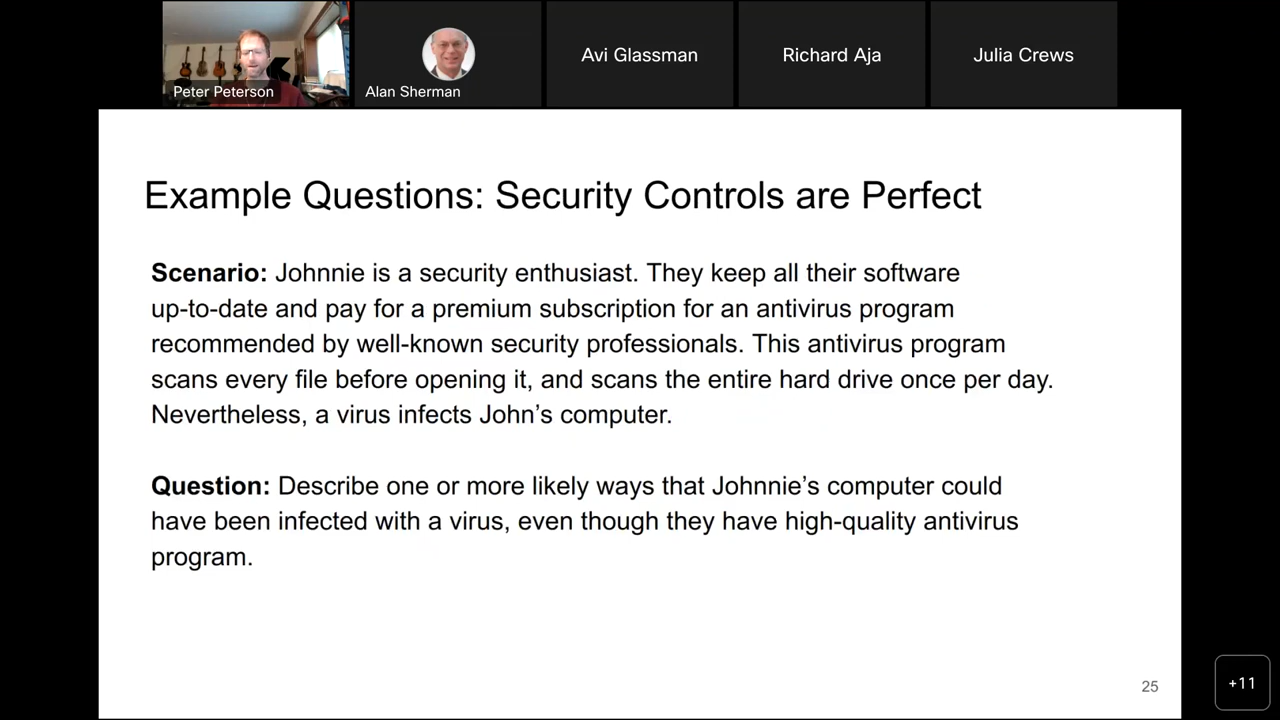 Peter Peterson
Alan Sherman
Avi Glassman
Richard Aja
Julia Crews
Example Questions: Security Controls are Perfect
Scenario: Johnnie is a security enthusiast. They keep all their software
up-to-date and pay for a premium subscription for an antivirus program
recommended by well-known security professionals. This antivirus program
scans every file before opening it, and scans the entire hard drive once per day.
Nevertheless, a virus infects John’s computer.
Question: Describe one or more likely ways that Johnnie’s computer could
have been infected with a virus, even though they have high-quality antivirus
program.
25
+11